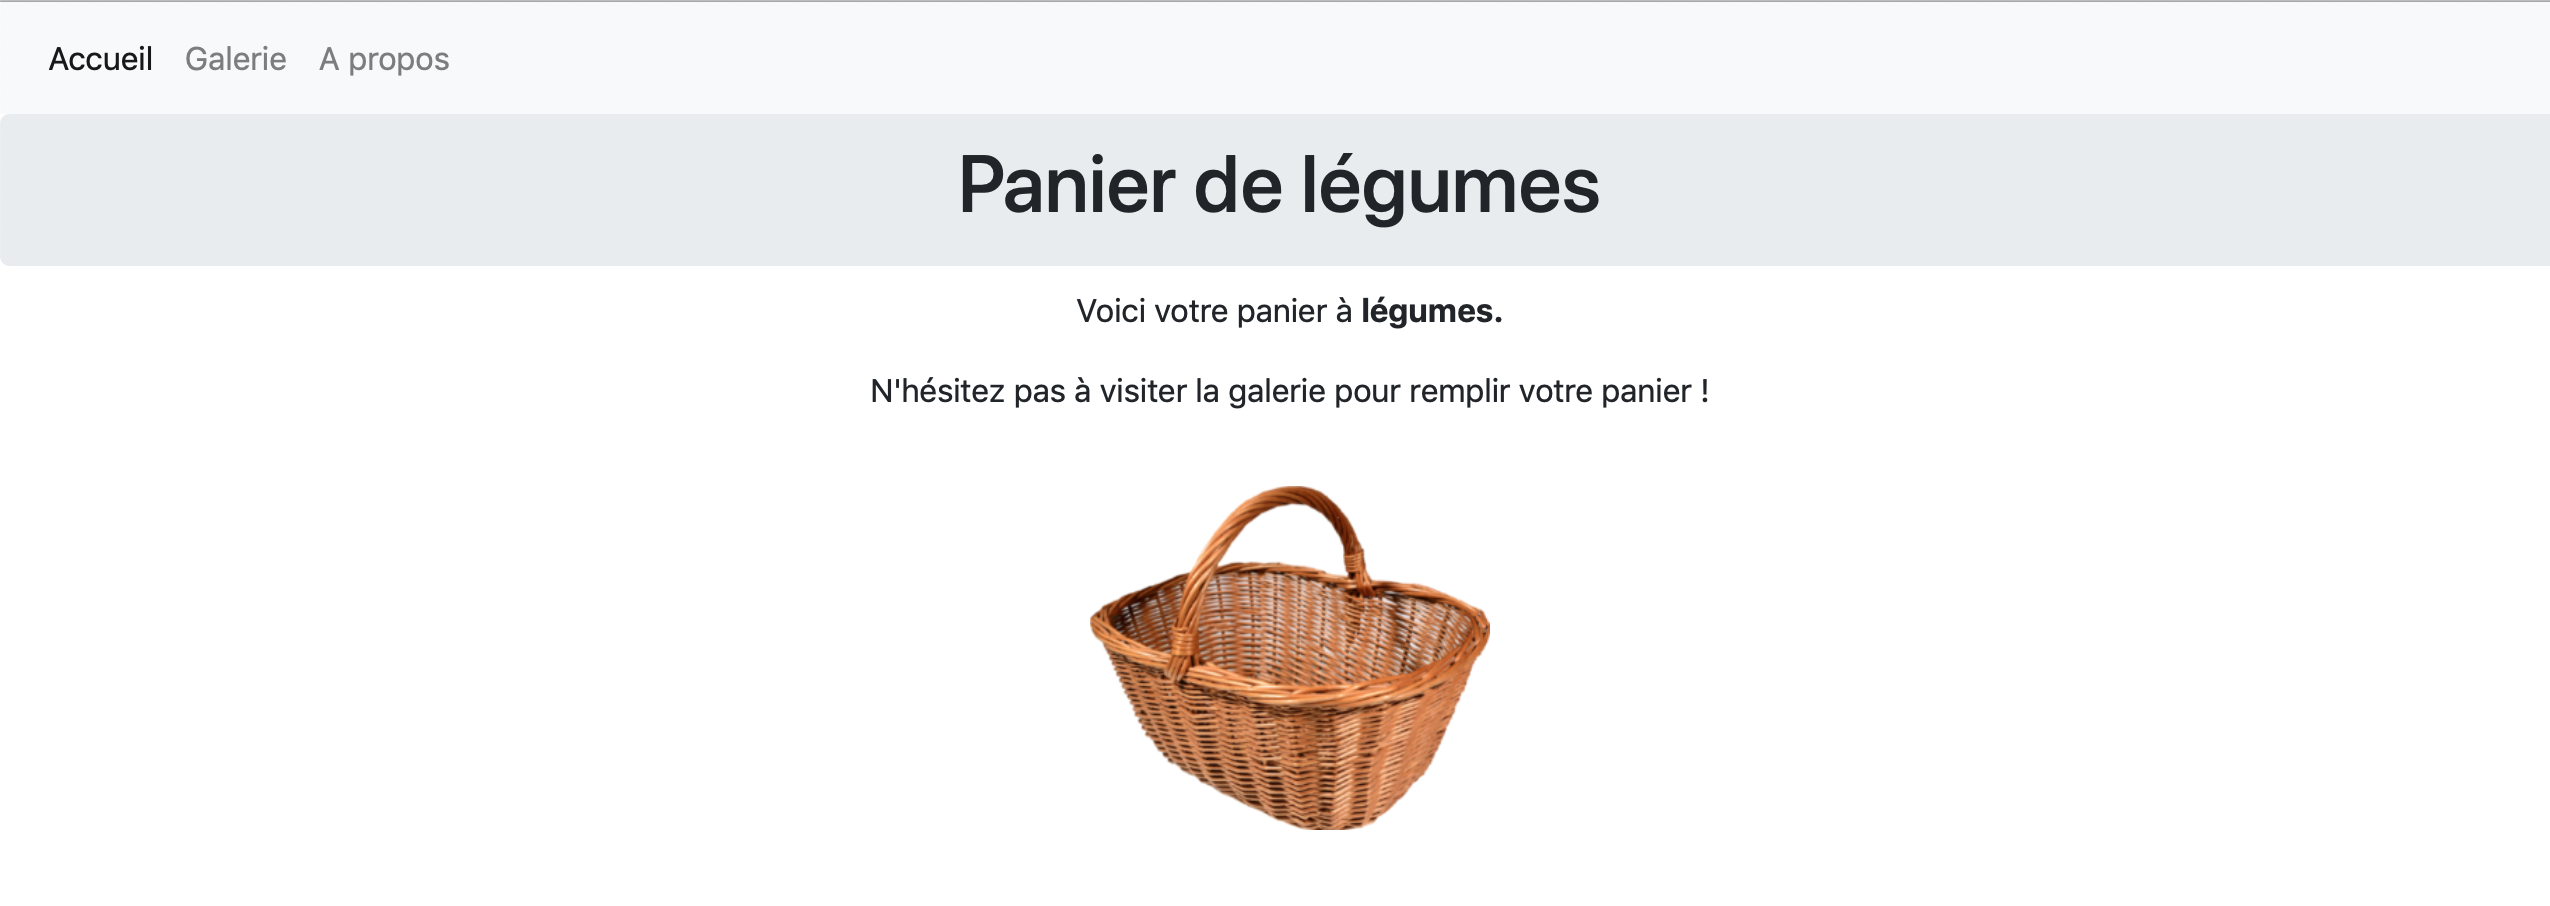 Accueil Galerie A propos
Panier de légumes
Voici votre panier à légumes.
N'hésitez pas à visiter la galerie pour remplir votre panier !